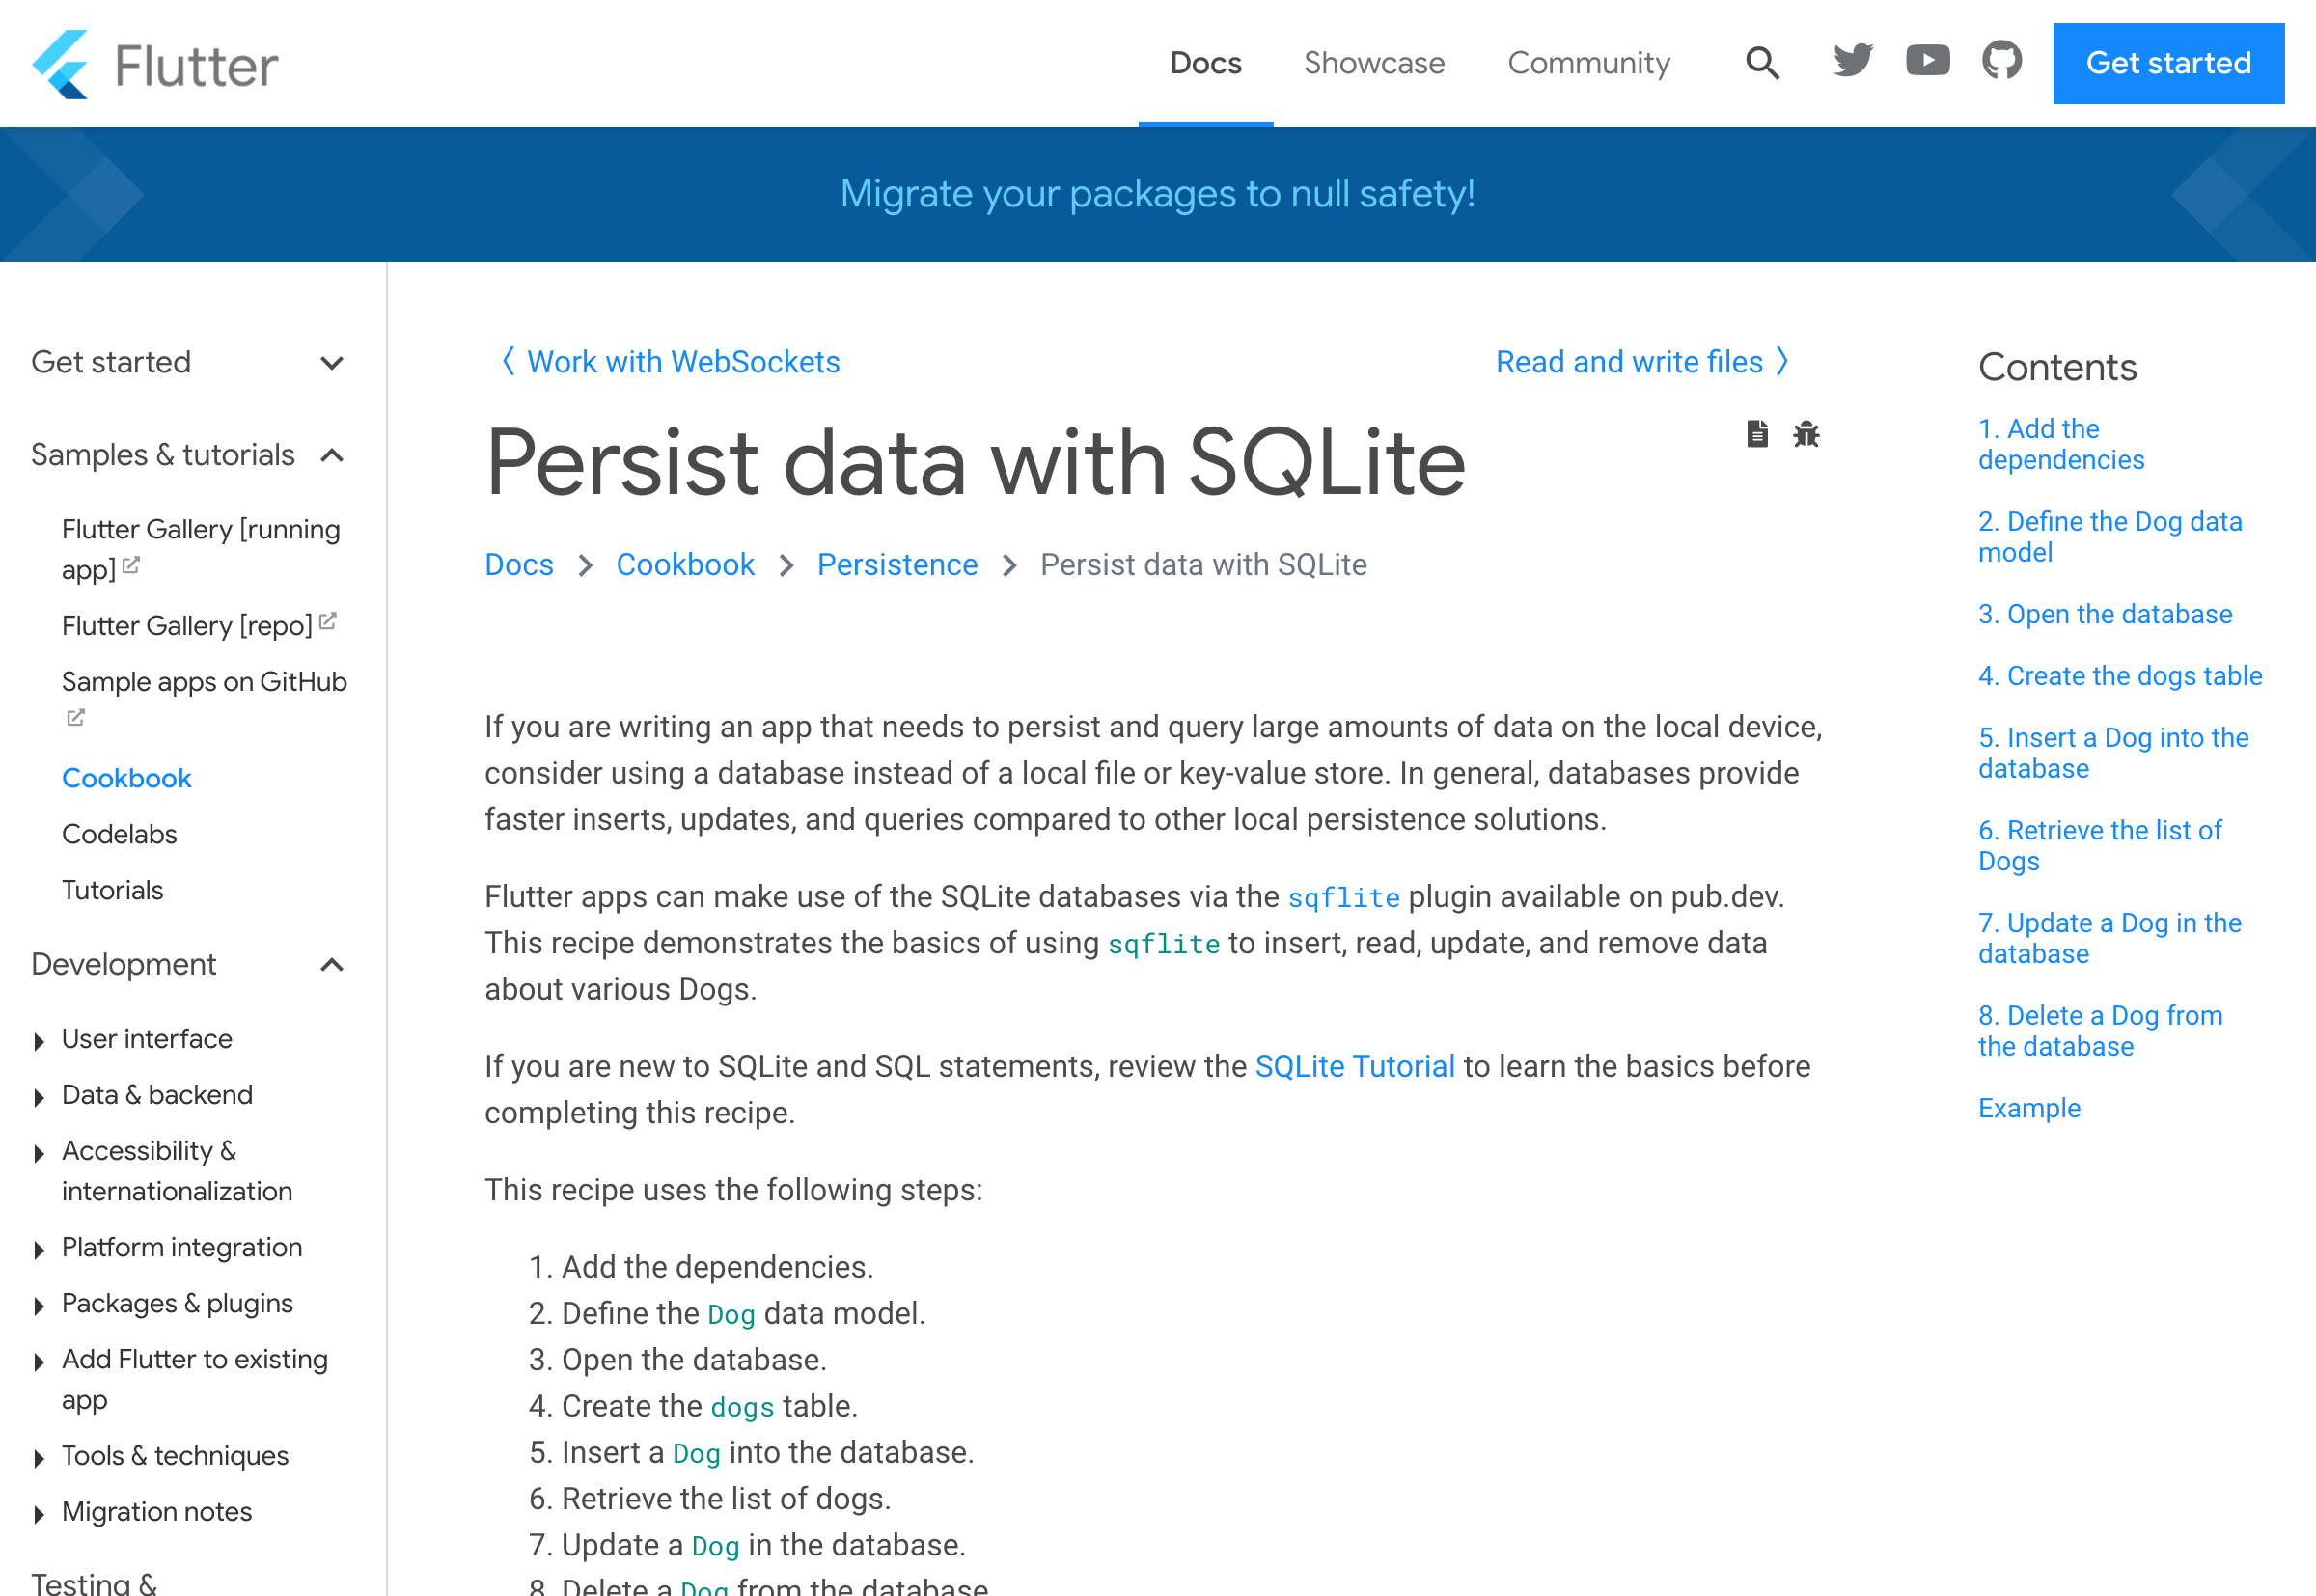 Flutter
Docs
Showcase
Community
Get started
Migrate your packages to null safety!
Get started
Samples & tutorials
Flutter Gallery [running
app]
Flutter Gallery [repo]
Sample apps on GitHub
Cookbook
Codelabs
Tutorials
Development
User interface
Data & backend
Accessibility &
internationalization
Platform integration
Packages & plugins
Add Flutter to existing
app
Tools & techniques
Migration notes
Testing &
〈 Work with WebSockets
Read and write files 〉
Persist data with SQLite
Docs > Cookbook > Persistence > Persist data with SQLite
If you are writing an app that needs to persist and query large amounts of data on the local device,
consider using a database instead of a local file or key-value store. In general, databases provide
faster inserts, updates, and queries compared to other local persistence solutions.
Flutter apps can make use of the SQLite databases via the sqflite plugin available on pub.dev.
This recipe demonstrates the basics of using sqflite to insert, read, update, and remove data
about various Dogs.
If you are new to SQLite and SQL statements, review the SQLite Tutorial to learn the basics before
completing this recipe.
This recipe uses the following steps:
1. Add the dependencies.
2. Define the Dog data model.
3. Open the database.
4. Create the dogs table.
5. Insert a Dog into the database.
6. Retrieve the list of dogs.
7. Update a Dog in the database.
8. Delete a Dog from the database
Contents
1. Add the
dependencies
2. Define the Dog data
model
3. Open the database
4. Create the dogs table
5. Insert a Dog into the
database
6. Retrieve the list of
Dogs
7. Update a Dog in the
database
8. Delete a Dog from
the database
Example